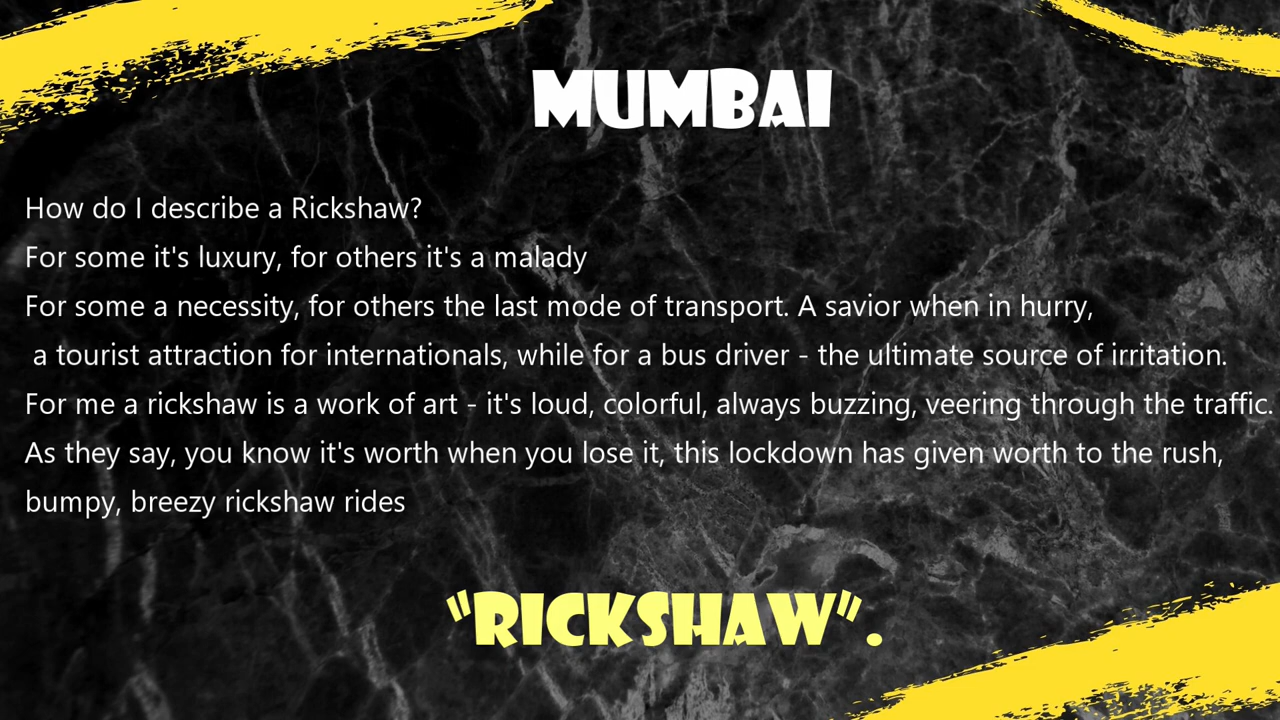 MUMBAI
How do I describe a Rickshaw?
For some it's luxury, for others it's a malady
For some a necessity, for others the last mode of transport. A savior when in hurry,
a tourist attraction for internationals, while for a bus driver - the ultimate source of irritation.
For me a rickshaw is a work of art - it's loud, colorful, always buzzing, veering through the traffic.
As they say, you know it's worth when you lose it, this lockdown has given worth to the rush,
bumpy, breezy rickshaw rides
"RICKSHAW".